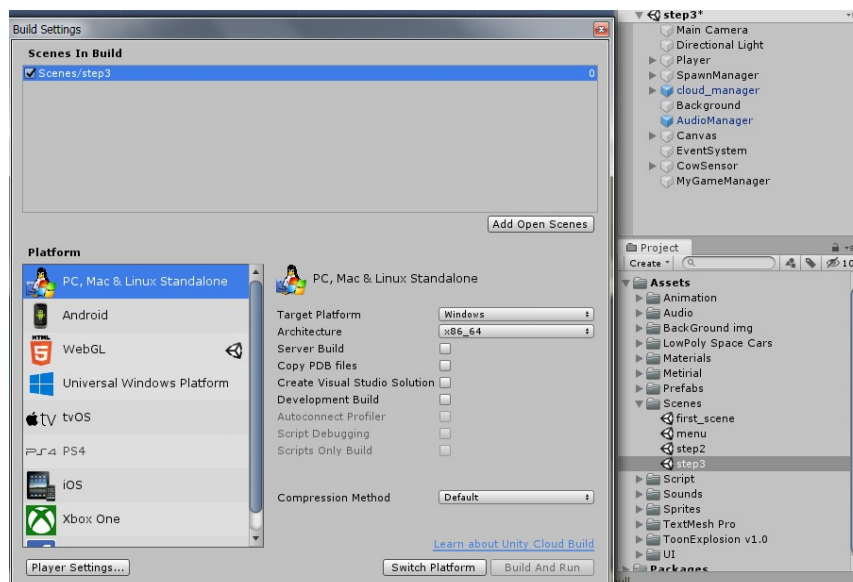 Build Settings
Scenes In Build
Scenes/step3 0
Add Open Scenes
Platform
PC, Mac & Linux Standalone
Android
HTML
5
WebGL
Universal Windows Platform
tv tvOS
PS4 PS4
iOS
Xbox One
Player Settings...
PC, Mac & Linux Standalone
Target Platform Windows
Architecture x86_64
Server Build
Copy PDB files
Create Visual Studio Solution
Development Build
Autoconnect Profiler
Script Debugging
Scripts Only Build
Compression Method Default
Learn about Unity Cloud Build
Switch Platform Build And Run
step3*
Main Camera
Directional Light
Player
SpawnManager
cloud_manager
Background
AudioManager
Canvas
EventSystem
CowSensor
MyGameManager
Project
Create
10
Assets
Animation
Audio
BackGround img
LowPoly Space Cars
Materials
Metirial
Prefabs
Scenes
first_scene
menu
step2
step3
Script
Sounds
Sprites
TextMesh Pro
ToonExplosion v1.0
UI
Packages